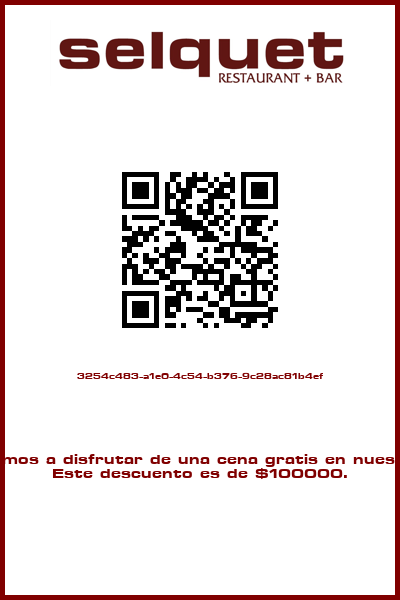 selquet
RESTAURANT + BAR
3254c483-a1e0-4c54-b376-9c28ac81b4ef
mos a disfrutar de una cena gratis en nues
Este descuento es de $100000.